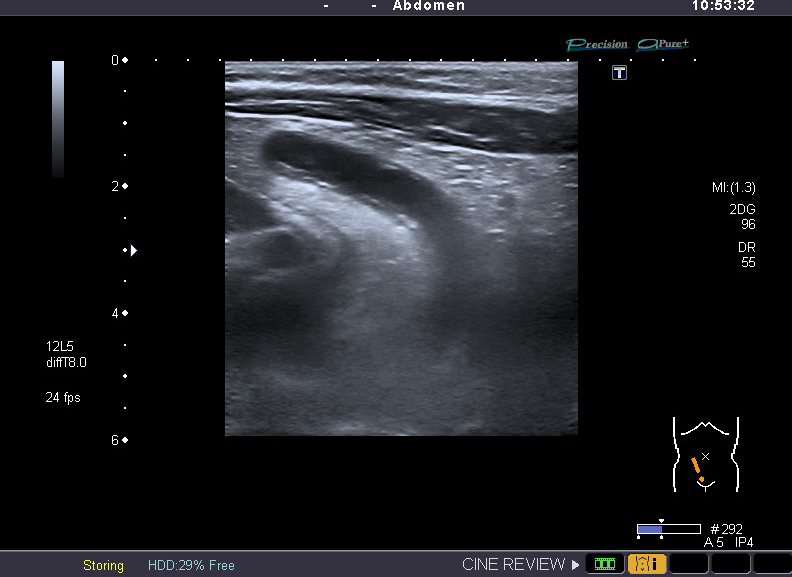 - - Abdomen 10:53:32
Precision APure+
T
0
2
4
6
MI:(1.3)
2DG
96
DR
55
12L5
diffT8.0
24 fps
#292
A 5 IP4
Storing HDD:29% Free CINE REVIEW
i